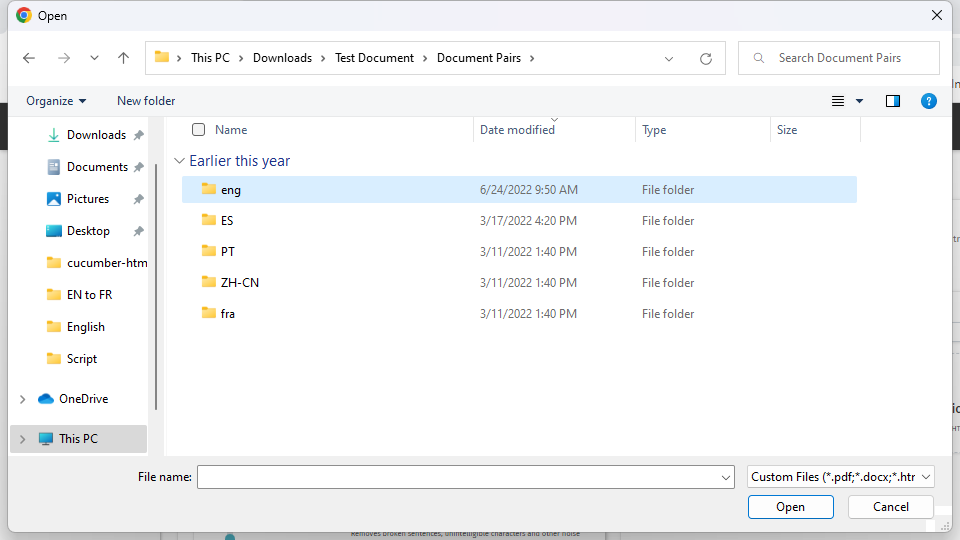 Open
This PC > Downloads > Test Document > Document Pairs >
Search Document Pairs
Organize
New folder
Name
Date modified
Type
Size
Earlier this year
eng 6/24/2022 9:50 AM File folder
ES 3/17/2022 4:20 PM File folder
PT 3/11/2022 1:40 PM File folder
ZH-CN 3/11/2022 1:40 PM File folder
fra 3/11/2022 1:40 PM File folder
Downloads
Documents
Pictures
Desktop
cucumber-htm
EN to FR
English
Script
OneDrive
This PC
File name:
Custom Files (*.pdf;*.docx;*.htr
Open
Cancel
Removes broken sentences, unintelligible characters and other noise